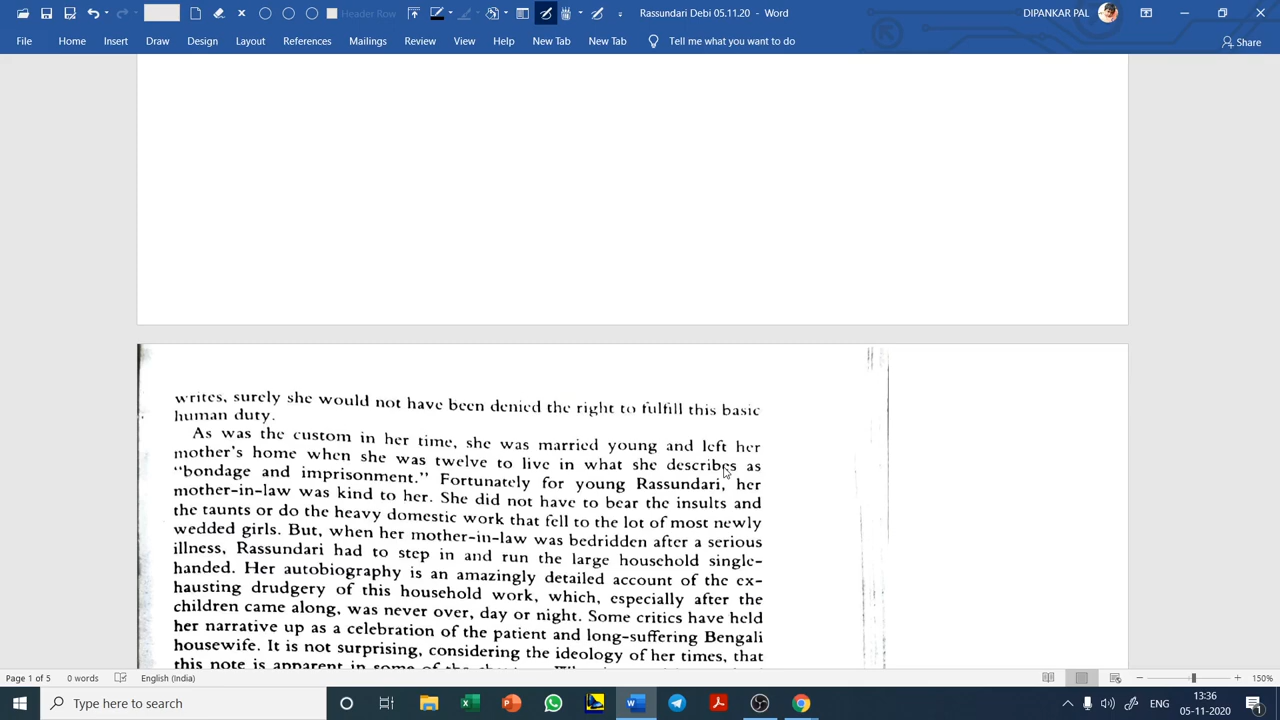 Header Row
Rassundari Debi 05.11.20 - Word
DIPANKAR PAL
File Home Insert Draw Design Layout References Mailings Review View Help New Tab New Tab Tell me what you want to do
Share
writes, surely she would not have been denied the right to fulfill this basic
human duty.
As was the custom in her time, she was married young and left her
mother's home when she was twelve to live in what she describes as
"bondage and imprisonment." Fortunately for young Rassundari, her
mother-in-law was kind to her. She did not have to bear the insults and
the taunts or do the heavy domestic work that fell to the lot of most newly
wedded girls. But, when her mother-in-law was bedridden after a serious
illness, Rassundari had to step in and run the large household single-
handed. Her autobiography is an amazingly detailed account of the ex-
hausting drudgery of this household work, which, especially after the
children came along, was never over, day or night. Some critics have held
her narrative up as a celebration of the patient and long-suffering Bengali
housewife. It is not surprising, considering the ideology of her times, that
this note is apparent in some of the
Page 1 of 5 0 words English (India) 150%
Type here to search
ENG
13:36
05-11-2020